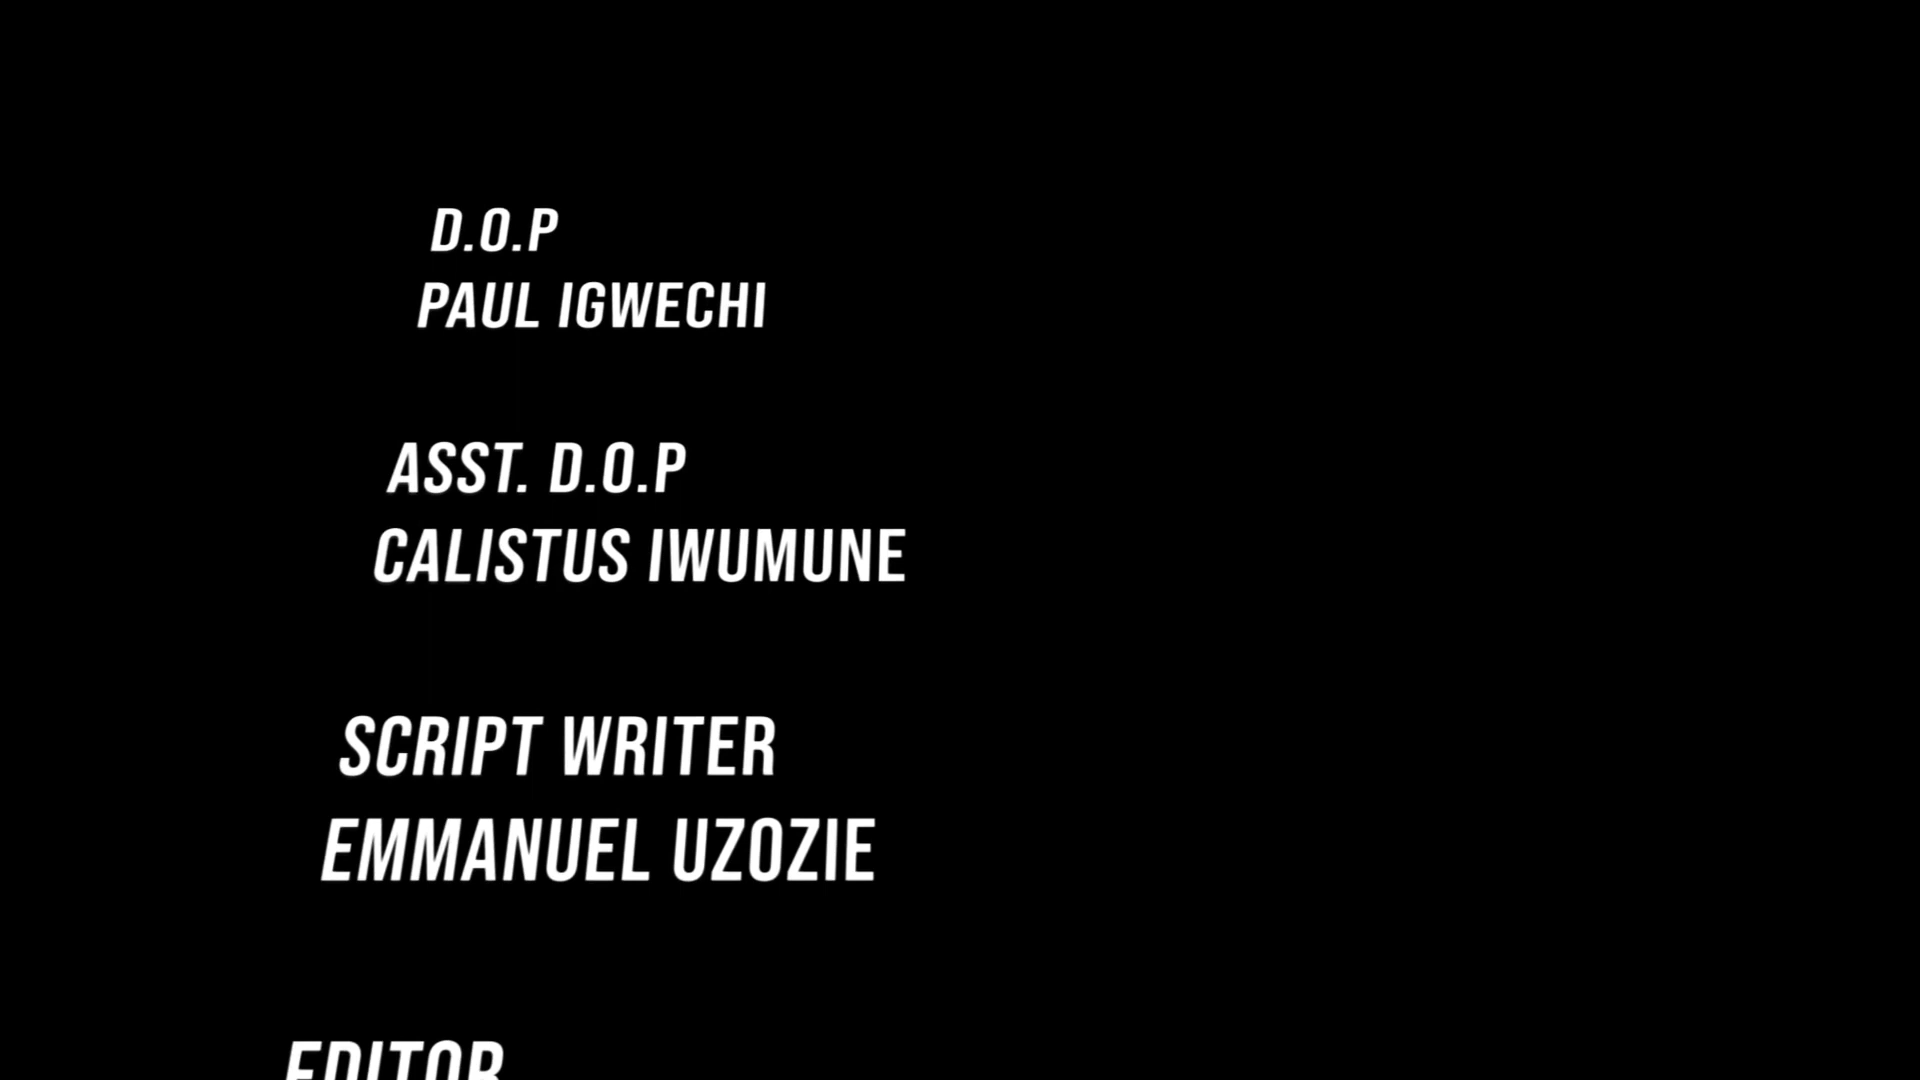 D.O.P
PAUL IGWECHI
ASST. D.O.P
CALISTUS IWUMUNE
SCRIPT WRITER
EMMANUEL UZOZIE
EDITOR